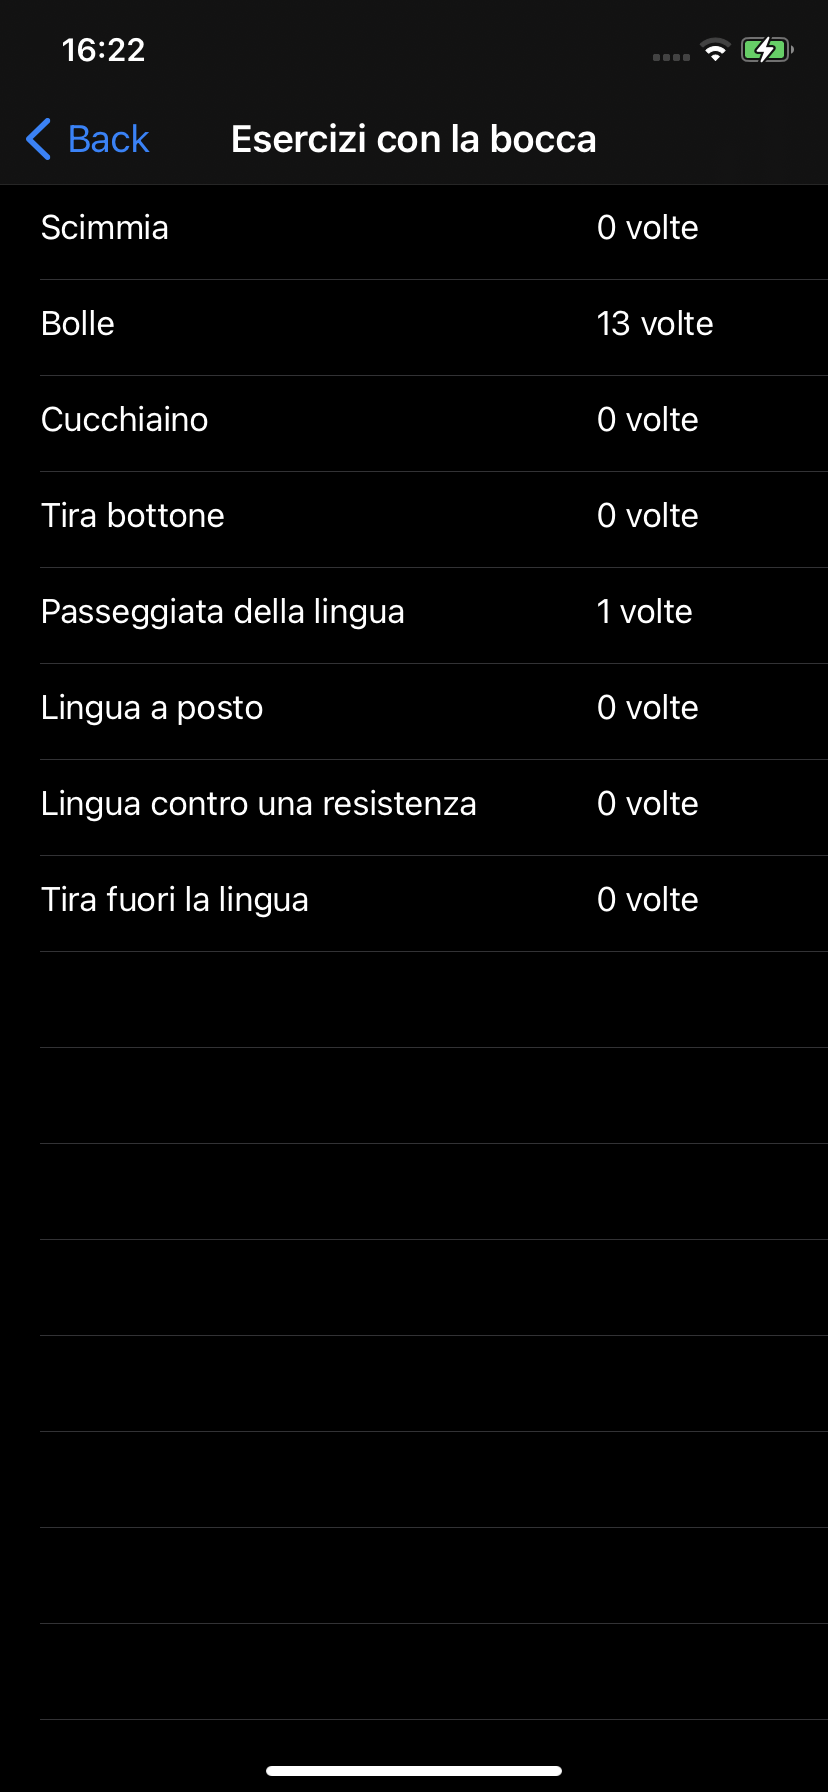 16:22
Back Esercizi con la bocca
Scimmia 0 volte
Bolle 13 volte
Cucchiaino 0 volte
Tira bottone 0 volte
Passeggiata della lingua 1 volte
Lingua a posto 0 volte
Lingua contro una resistenza 0 volte
Tira fuori la lingua 0 volte